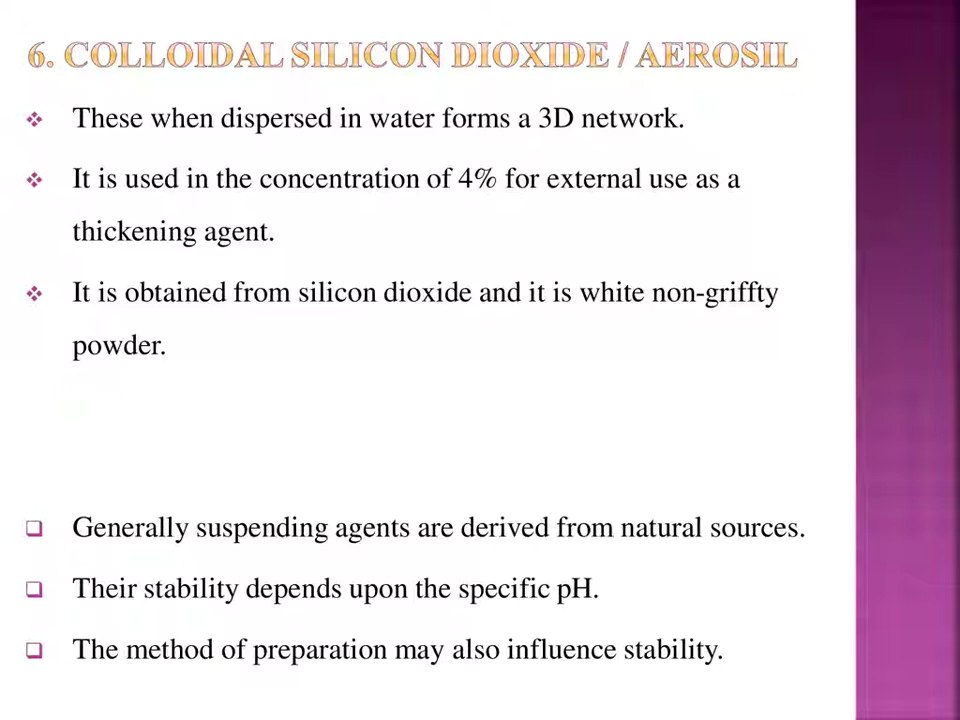 6. COLLOIDAL SILICON DIOXIDE / AEROSIL
These when dispersed in water forms a 3D network.
It is used in the concentration of 4% for external use as a
thickening agent.
It is obtained from silicon dioxide and it is white non-griffty
powder.
Generally suspending agents are derived from natural sources.
Their stability depends upon the specific pH.
The method of preparation may also influence stability.